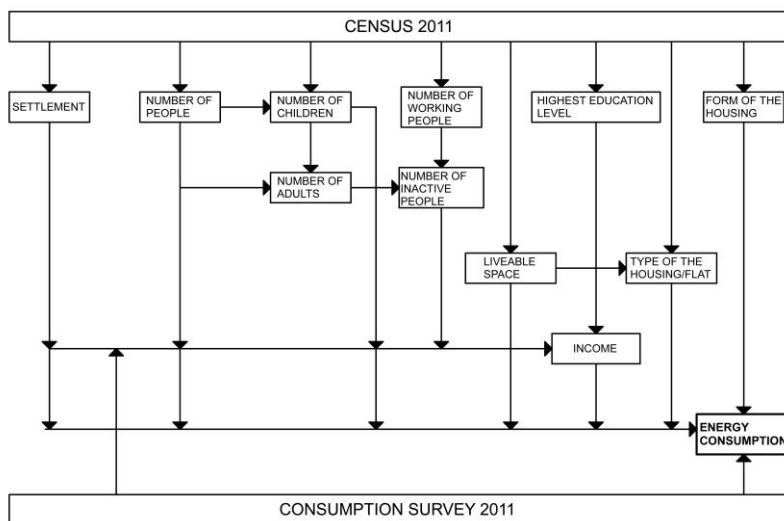 CENSUS 2011
SETTLEMENT
NUMBER OF
PEOPLE
NUMBER OF
CHILDREN
NUMBER OF
WORKING
PEOPLE
HIGHEST EDUCATION
LEVEL
FORM OF THE
HOUSING
NUMBER OF
ADULTS
NUMBER OF
INACTIVE
PEOPLE
LIVEABLE
SPACE
TYPE OF THE
HOUSING/FLAT
INCOME
ENERGY
CONSUMPTION
CONSUMPTION SURVEY 2011